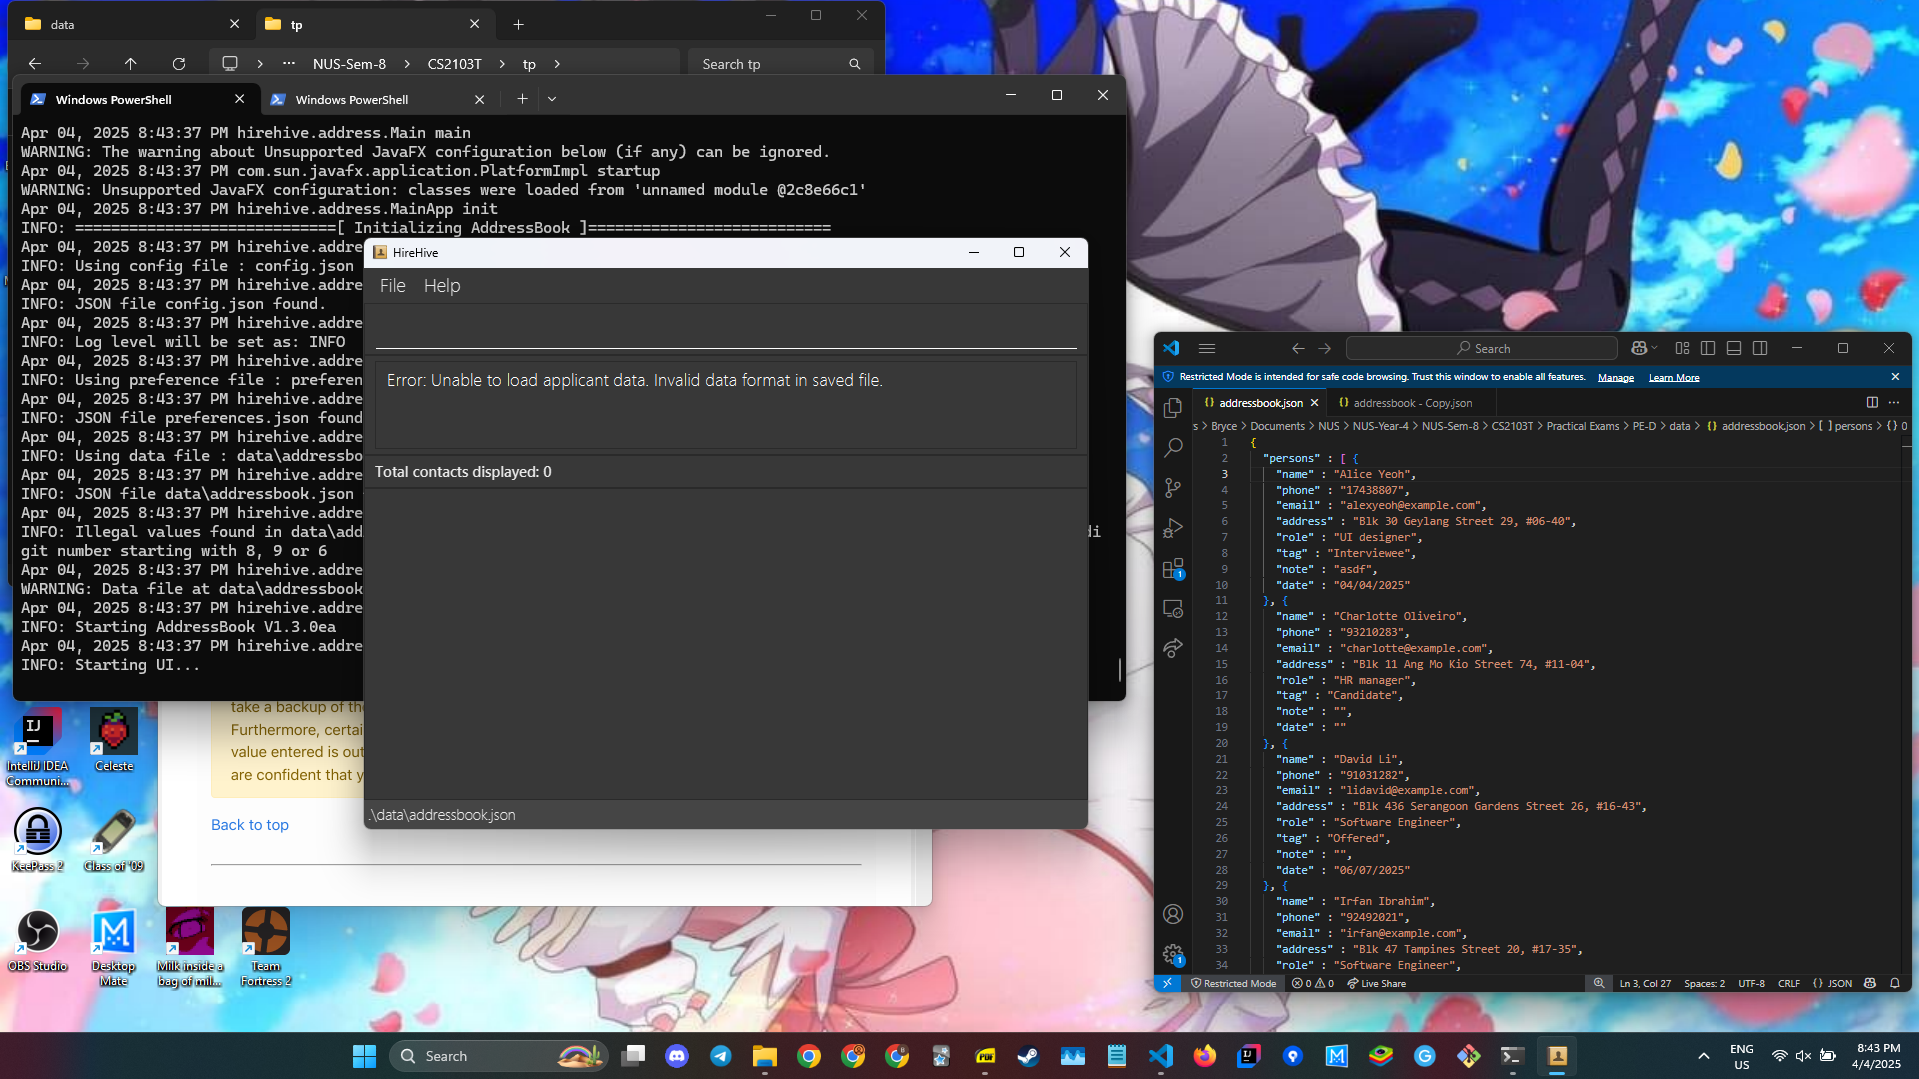 data
tp
NUS-Sem-8
CS2103T
tp
Search tp
Windows PowerShell
Windows PowerShell
Apr 04, 2025 8:43:37 PM hirehive.address.Main main
WARNING: The warning about Unsupported JavaFX configuration below (if any) can be ignored.
Apr 04, 2025 8:43:37 PM com.sun.javafx.application.PlatformImpl startup
WARNING: Unsupported JavaFX configuration: classes were loaded from 'unnamed module @2c8e66c1'
Apr 04, 2025 8:43:37 PM hirehive.address.MainApp init
INFO: =============================[ Initializing AddressBook ]===========================
Apr 04, 2025 8:43:37 PM hirehive.addre
INFO: Using config file : config.json
Apr 04, 2025 8:43:37 PM hirehive.addre
INFO: JSON file config.json found.
Apr 04, 2025 8:43:37 PM hirehive.addre
INFO: Log level will be set as: INFO
Apr 04, 2025 8:43:37 PM hirehive.addre
INFO: Using preference file : preferen
Apr 04, 2025 8:43:37 PM hirehive.addre
INFO: JSON file preferences.json found
Apr 04, 2025 8:43:37 PM hirehive.addre
INFO: Using data file : data\addressbo
Apr 04, 2025 8:43:37 PM hirehive.addre
INFO: JSON file data\addressbook.json
Apr 04, 2025 8:43:37 PM hirehive.addre
INFO: Illegal values found in data\add di
git number starting with 8, 9 or 6
Apr 04, 2025 8:43:37 PM hirehive.addre
WARNING: Data file at data\addressbook
Apr 04, 2025 8:43:37 PM hirehive.addre
INFO: Starting AddressBook V1.3.0ea
Apr 04, 2025 8:43:37 PM hirehive.addre
INFO: Starting UI...
HireHive
File Help
Error: Unable to load applicant data. Invalid data format in saved file.
Total contacts displayed: 0
.\data\addressbook.json
take a backup of the
Furthermore, certai
value entered is out
are confident that y
Back to top
Search
Restricted Mode is intended for safe code browsing. Trust this window to enable all features. Manage Learn More
addressbook.json
addressbook - Copy.json
s > Bryce > Documents > NUS > NUS-Year-4 > NUS-Sem-8 > CS2103T > Practical Exams > PE-D > data > {} addressbook.json > [ ] persons > {} 0
1 {
2 "persons" : [ {
3 "name" : "Alice Yeoh",
4 "phone" : "17438807",
5 "email" : "alexyeoh@example.com",
6 "address" : "Blk 30 Geylang Street 29, #06-40",
7 "role" : "UI designer",
8 "tag" : "Interviewee",
9 "note" : "asdf",
10 "date" : "04/04/2025"
11 }, {
12 "name" : "Charlotte Oliveiro",
13 "phone" : "93210283",
14 "email" : "charlotte@example.com",
15 "address" : "Blk 11 Ang Mo Kio Street 74, #11-04",
16 "role" : "HR manager",
17 "tag" : "Candidate",
18 "note" : "",
19 "date" : ""
20 }, {
21 "name" : "David Li",
22 "phone" : "91031282",
23 "email" : "lidavid@example.com",
24 "address" : "Blk 436 Serangoon Gardens Street 26, #16-43",
25 "role" : "Software Engineer",
26 "tag" : "Offered",
27 "note" : "",
28 "date" : "06/07/2025"
29 }, {
30 "name" : "Irfan Ibrahim",
31 "phone" : "92492021",
32 "email" : "irfan@example.com",
33 "address" : "Blk 47 Tampines Street 20, #17-35",
34 "role" : "Software Engineer",
1
1
Restricted Mode 0 0 Live Share Ln 3, Col 27 Spaces: 2 UTF-8 CRLF {} JSON
IntelliJ IDEA
Communi...
Celeste
KeePass 2
Class of '09
OBS Studio
Desktop
Mate
Milk inside a
bag of mil...
Team
Fortress 2
Search
ENG
US
8:43 PM
4/4/2025